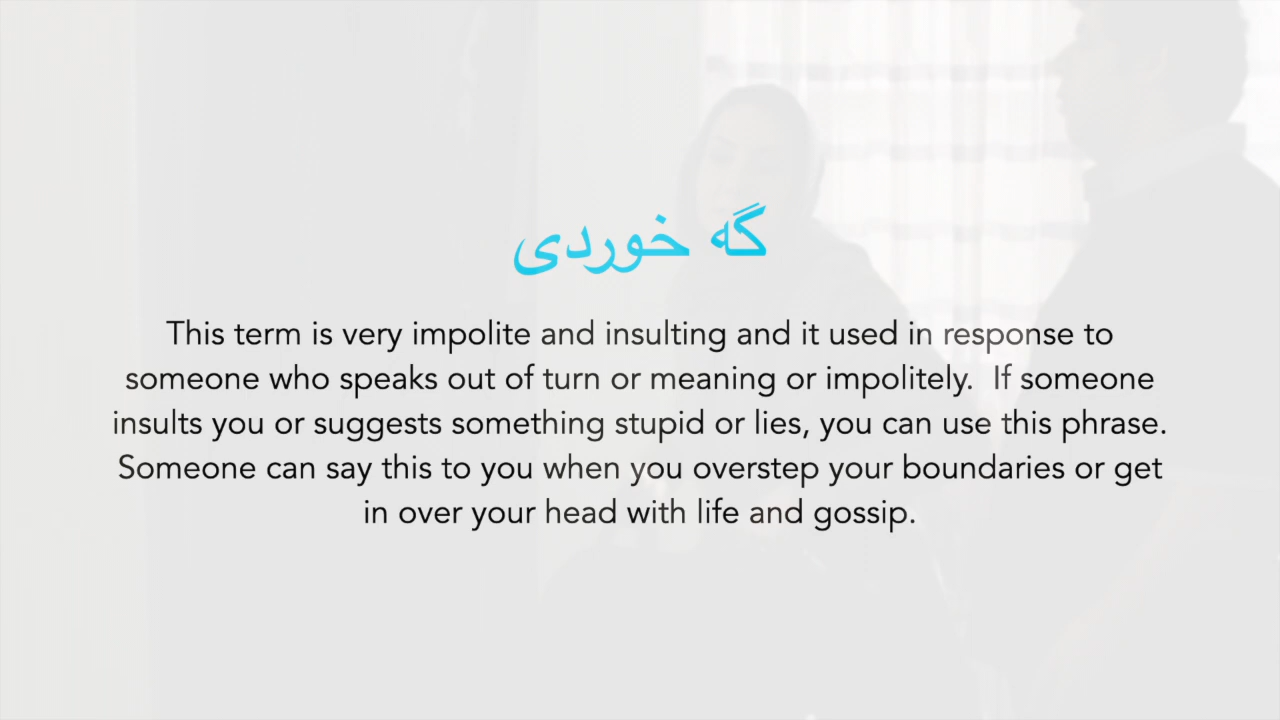 گه خوردی
This term is very impolite and insulting and it used in response to
someone who speaks out of turn or meaning or impolitely.  If someone
insults you or suggests something stupid or lies, you can use this phrase.
Someone can say this to you when you overstep your boundaries or get
in over your head with life and gossip.